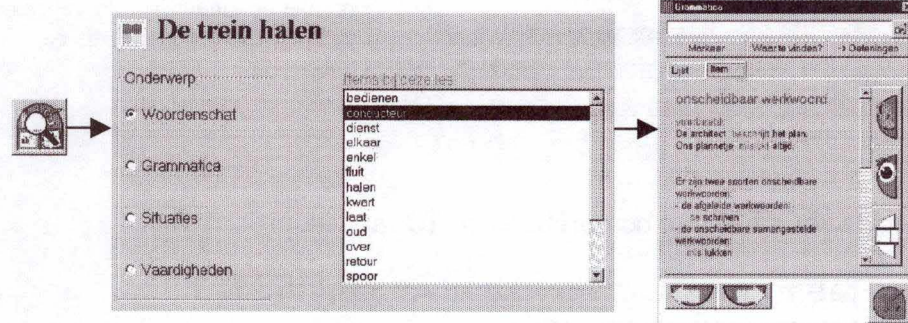 De trein halen
Onderwerp
Woordenschat
Grammatica
Situaties
Vaardigheden
Items bij deze les
bedienen
conducteur
dienst
elkaar
enkel
fluit
halen
kwart
laat
oud
over
retour
spoor
Grammatica
Markeer Waar te vinden? -> Oefeningen
Lijst Item
onscheidbaar werkwoord
voorbeeld:
De architect beschrijft het plan.
Ons plannetje mislukt altijd.
Er zijn twee soorten onscheidbare
werkwoorden:
- de afgeleide werkwoorden:
be schrijven
- de onscheidbare samengestelde
werkwoorden:
mis lukken